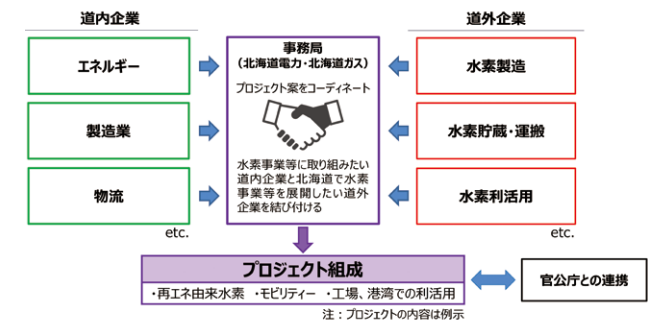 道内企業
道外企業
エネルギー
製造業
物流
etc.
事務局
（北海道電力・北海道ガス）
プロジェクト案をコーディネート
水素事業等に取り組みたい
道内企業と北海道で水素
事業等を展開したい道外
企業を結び付ける
水素製造
水素貯蔵・運搬
水素利活用
etc.
プロジェクト組成
・再エネ由来水素　・モビリティー　・工場、港湾での利活用
官公庁との連携
注：プロジェクトの内容は例示